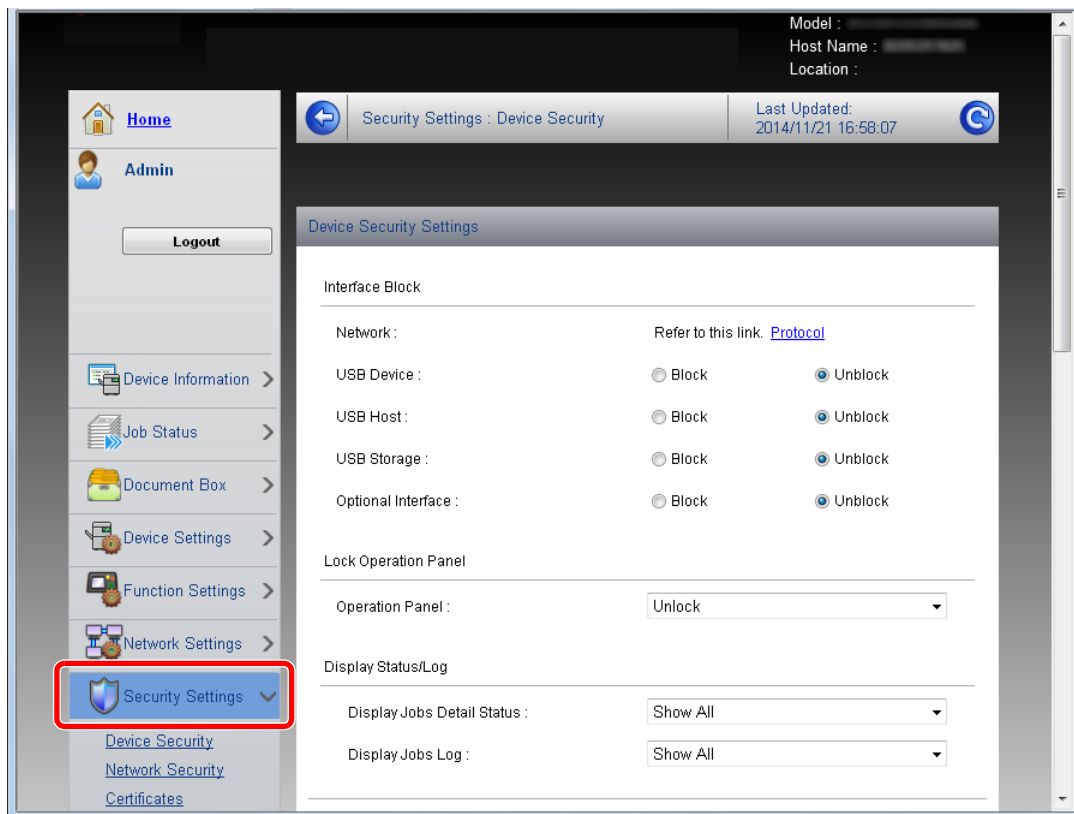 Model :
Host Name :
Location :
Home
Admin
Logout
Device Information
Job Status
Document Box
Device Settings
Function Settings
Network Settings
Security Settings
Device Security
Network Security
Certificates
Security Settings : Device Security
Last Updated:
2014/11/21 16:58:07
Device Security Settings
Interface Block
Network : Refer to this link. Protocol
USB Device : Block Unblock
USB Host : Block Unblock
USB Storage : Block Unblock
Optional Interface : Block Unblock
Lock Operation Panel
Operation Panel : Unlock
Display Status/Log
Display Jobs Detail Status : Show All
Display Jobs Log : Show All